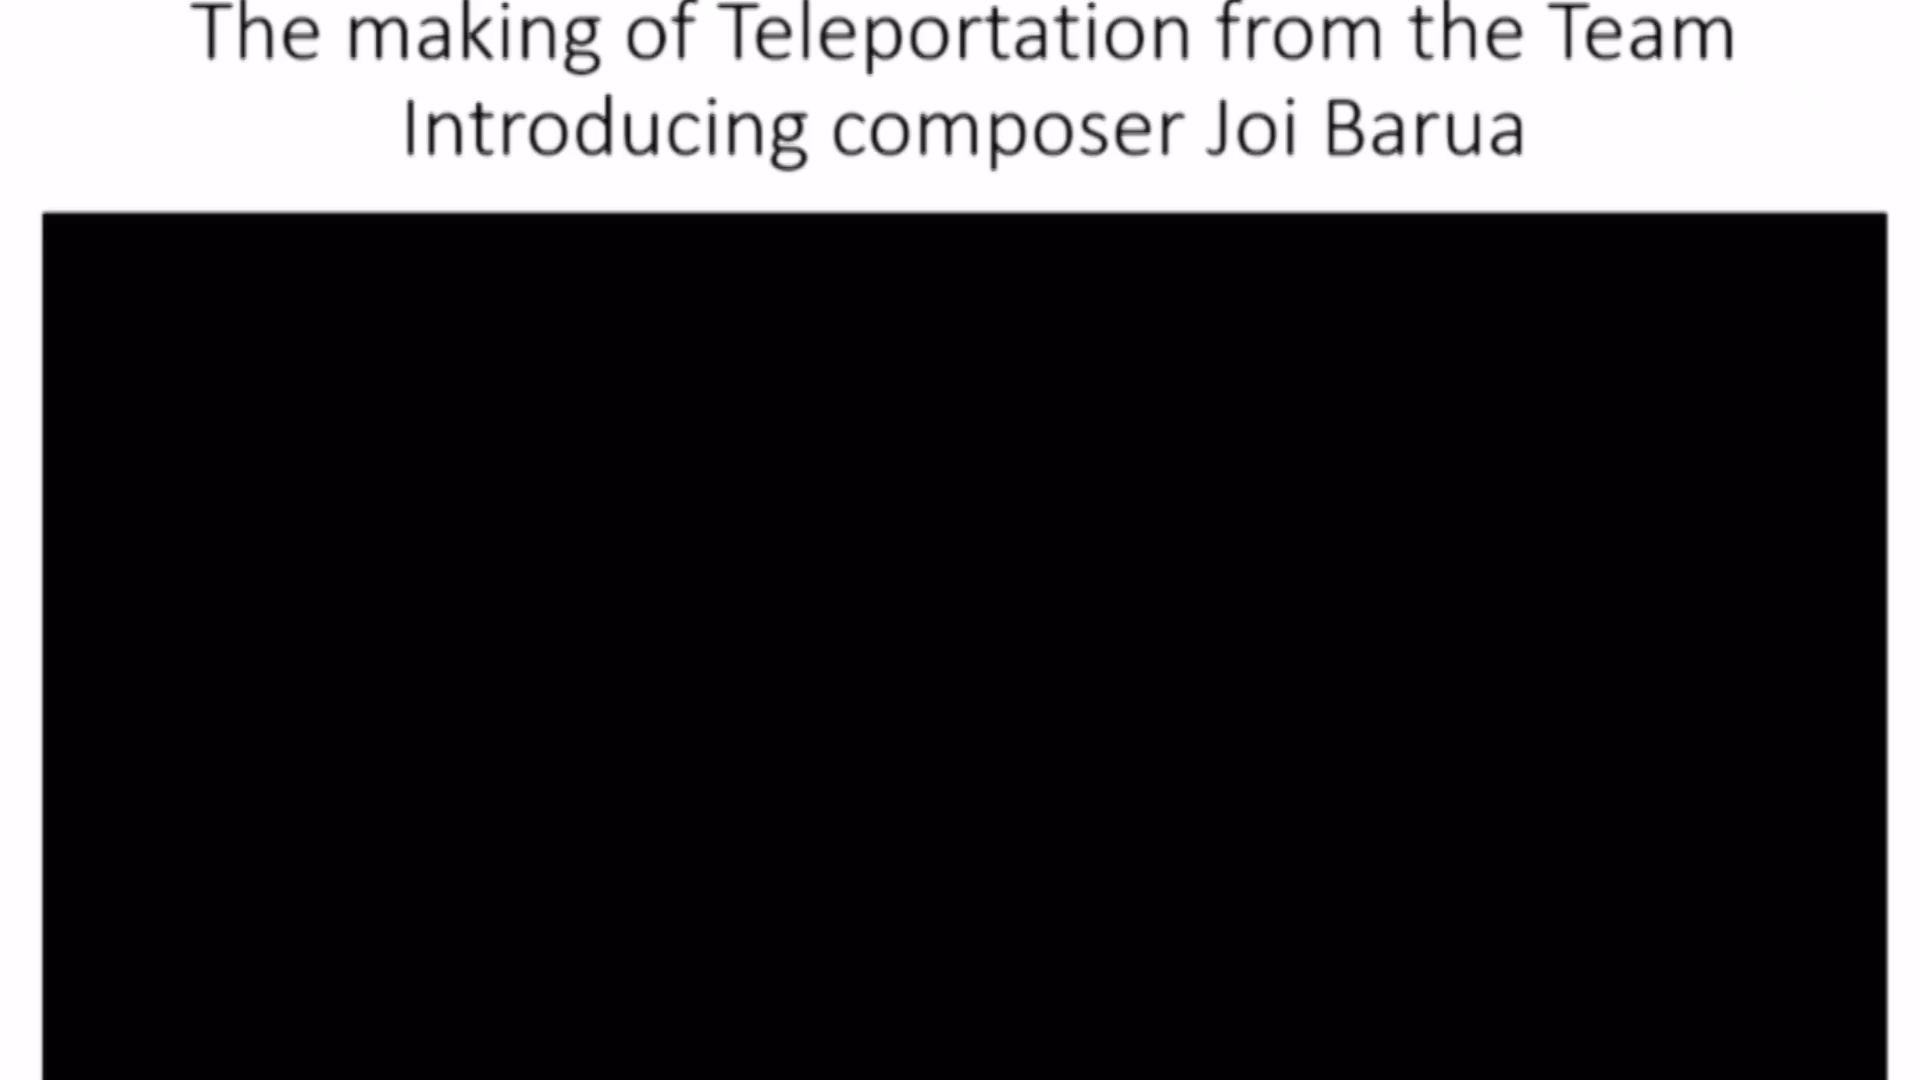 The making of Teleportation from the Team
Introducing composer Joi Barua